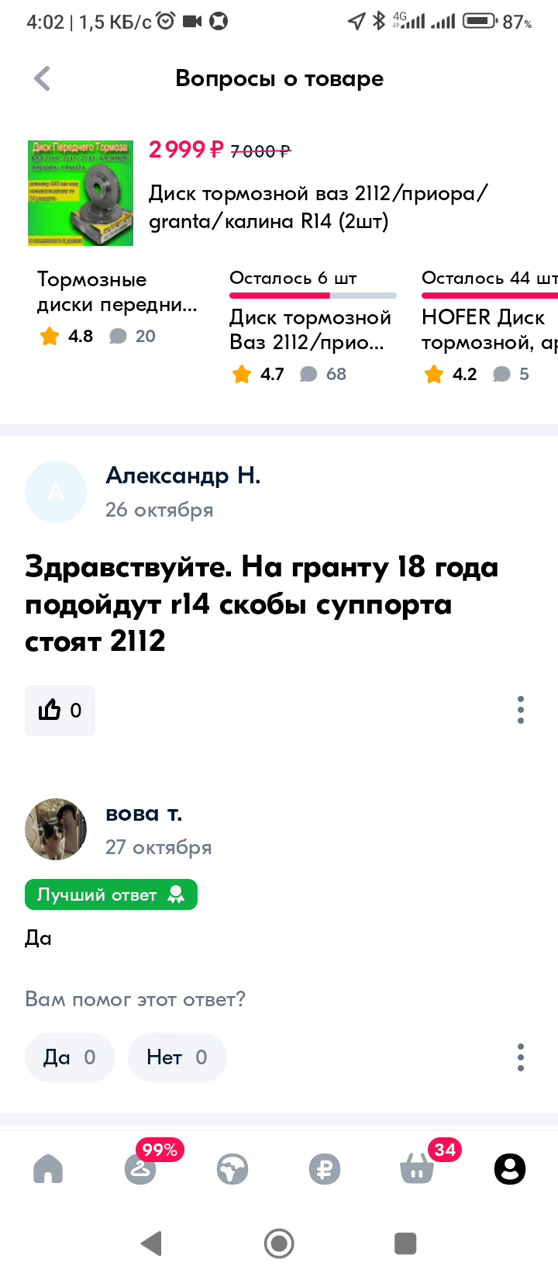 4:02 | 1,5 КБ/с
4G
87%
Вопросы о товаре
Диск Переднего Тормоза
2 999 ₽ 7 000 ₽
Диск тормозной ваз 2112/приора/
granta/калина R14 (2шт)
Тормозные
диски передни...
4.8 20
Осталось 6 шт
Диск тормозной
Ваз 2112/прио...
4.7 68
Осталось 44 шт
HOFER Диск
тормозной, ар
4.2 5
А
Александр Н.
26 октября
Здравствуйте. На гранту 18 года
подойдут r14 скобы суппорта
стоят 2112
0
вова т.
27 октября
Лучший ответ
Да
Вам помог этот ответ?
Да 0
Нет 0
99%
34